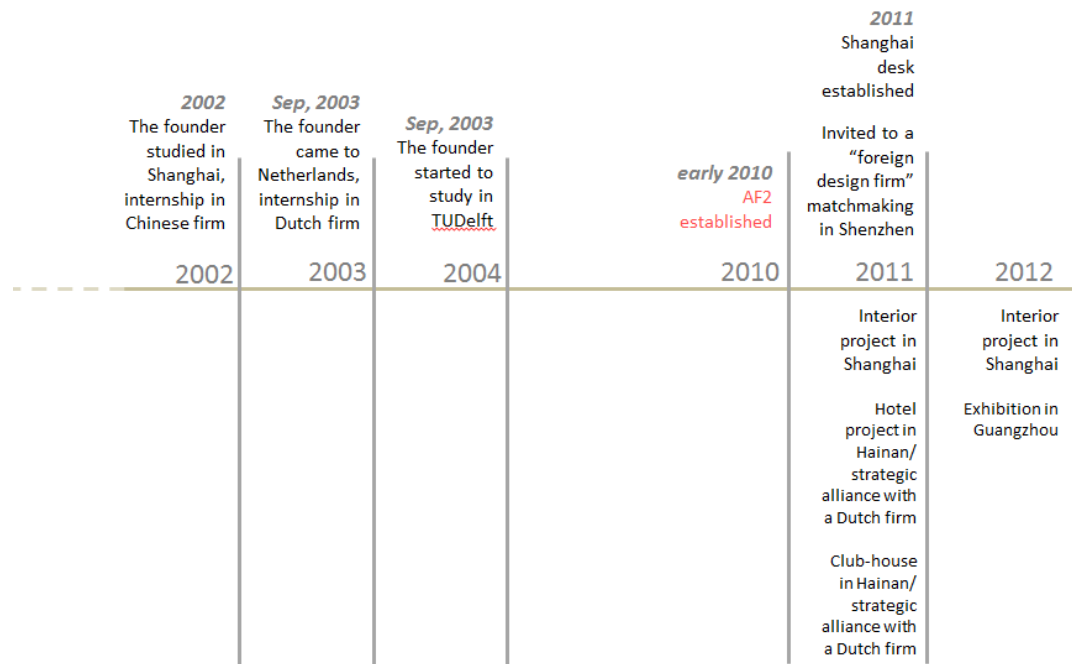 2002
The founder
studied in
Shanghai,
internship in
Chinese firm
Sep, 2003
The founder
came to
Netherlands,
internship in
Dutch firm
Sep, 2003
The founder
started to
study in
TUDelft
early 2010
AF2
established
2011
Shanghai
desk
established
Invited to a
“foreign
design firm”
matchmaking
in Shenzhen
2002
2003
2004
2010
2011
2012
Interior
project in
Shanghai
Hotel
project in
Hainan/
strategic
alliance with
a Dutch firm
Club-house
in Hainan/
strategic
alliance with
a Dutch firm
Interior
project in
Shanghai
Exhibition in
Guangzhou